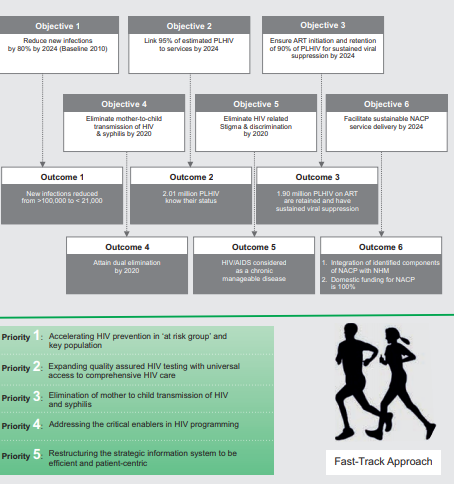 Objective 1
Reduce new infections
by 80% by 2024 (Baseline 2010)
Objective 2
Link 95% of estimated PLHIV
to services by 2024
Objective 3
Ensure ART initiation and retention
of 90% of PLHIV for sustained viral
suppression by 2024
Objective 4
Eliminate mother-to-child
transmission of HIV
& syphilis by 2020
Objective 5
Eliminate HIV related
Stigma & discrimination
by 2020
Objective 6
Facilitate sustainable NACP
service delivery by 2024
Outcome 1
New infections reduced
from >100,000 to < 21,000
Outcome 2
2.01 million PLHIV
know their status
Outcome 3
1.90 million PLHIV on ART
are retained and have
sustained viral suppression
Outcome 4
Attain dual elimination
by 2020
Outcome 5
HIV/AIDS considered
as a chronic
manageable disease
Outcome 6
1. Integration of identified components
of NACP with NHM
2. Domestic funding for NACP
is 100%
Priority 1: Accelerating HIV prevention in 'at risk group' and
key population
Priority 2: Expanding quality assured HIV testing with universal
access to comprehensive HIV care
Priority 3: Elimination of mother to child transmission of HIV
and syphilis
Priority 4: Addressing the critical enablers in HIV programming
Priority 5: Restructuring the strategic information system to be
efficient and patient-centric
Fast-Track Approach